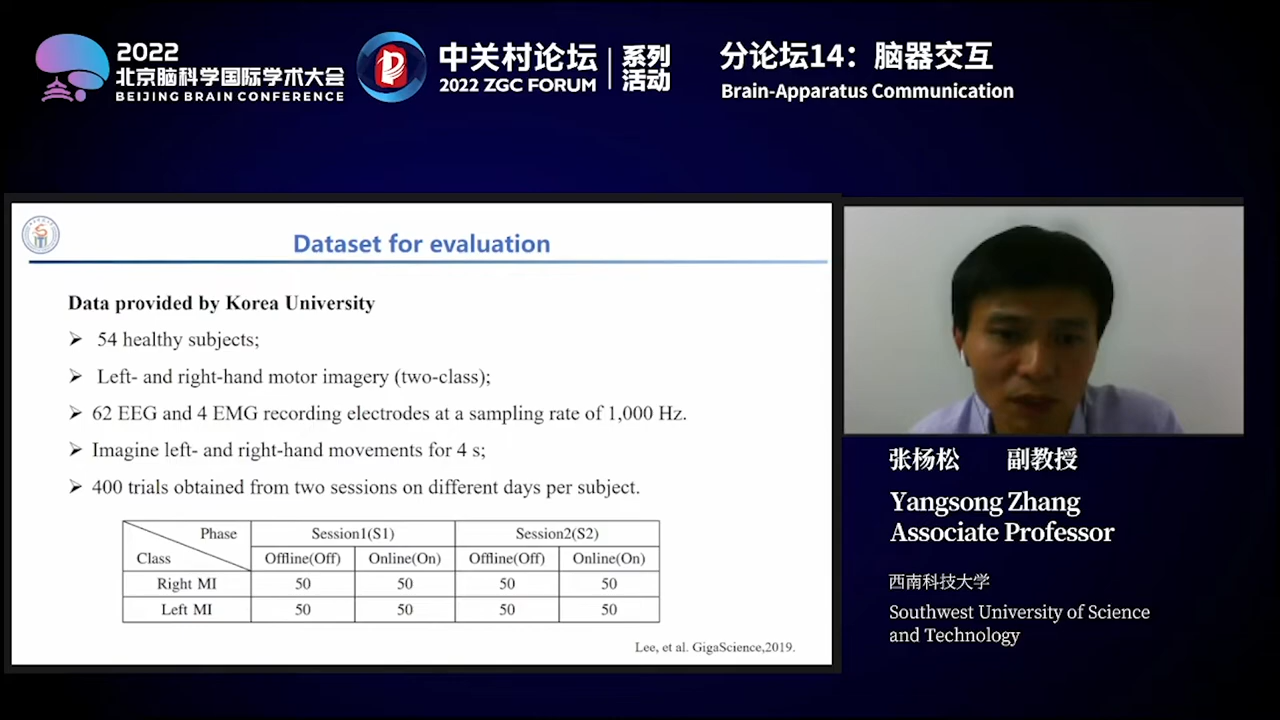 2022
北京脑科学国际学术大会
BEIJING BRAIN CONFERENCE
中关村论坛
2022 ZGC FORUM
系列
活动
分论坛14：脑器交互
Brain-Apparatus Communication
Dataset for evaluation
Data provided by Korea University
➢ 54 healthy subjects;
➢ Left- and right-hand motor imagery (two-class);
➢ 62 EEG and 4 EMG recording electrodes at a sampling rate of 1,000 Hz.
➢ Imagine left- and right-hand movements for 4 s;
➢ 400 trials obtained from two sessions on different days per subject.
Phase Session1(S1) Session2(S2)
Class Offline(Off) Online(On) Offline(Off) Online(On)
Right MI 50 50 50 50
Left MI 50 50 50 50
Lee, et al. GigaScience,2019.
张杨松 副教授
Yangsong Zhang
Associate Professor
西南科技大学
Southwest University of Science
and Technology